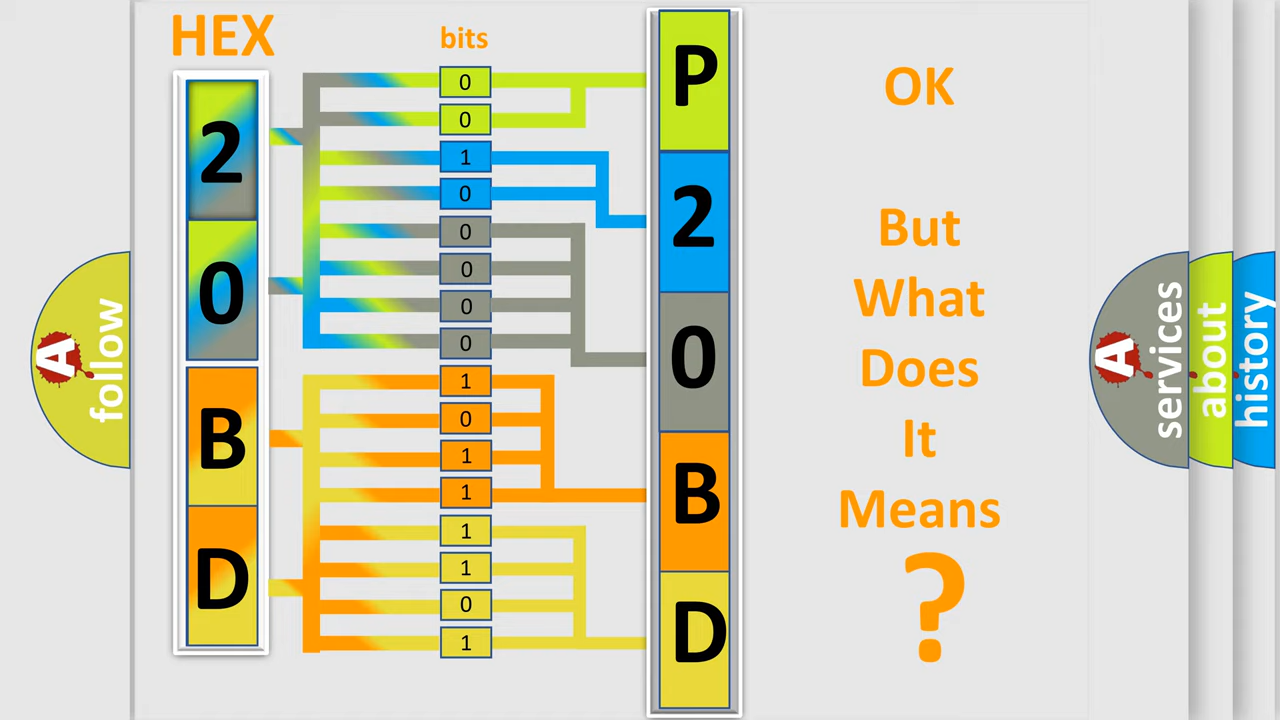 HEX
bits
2
0
B
D
0
0
1
0
0
0
0
0
1
0
1
1
1
1
0
1
P
2
0
B
D
OK
But
What
Does
It
Means
?
A
follow
A
services
about
history